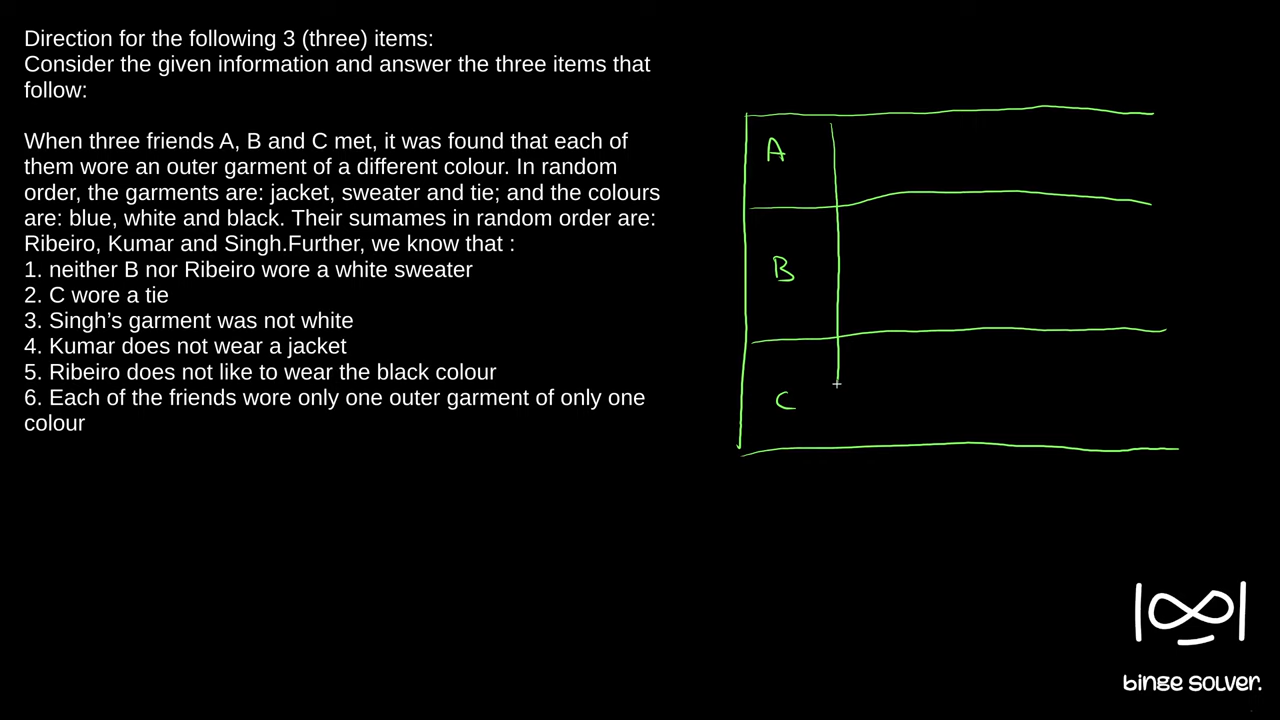 Direction for the following 3 (three) items:
Consider the given information and answer the three items that
follow:
When three friends A, B and C met, it was found that each of
them wore an outer garment of a different colour. In random
order, the garments are: jacket, sweater and tie; and the colours
are: blue, white and black. Their sumames in random order are:
Ribeiro, Kumar and Singh.Further, we know that :
1. neither B nor Ribeiro wore a white sweater
2. C wore a tie
3. Singh’s garment was not white
4. Kumar does not wear a jacket
5. Ribeiro does not like to wear the black colour
6. Each of the friends wore only one outer garment of only one
colour
A
B
C
binge solver.